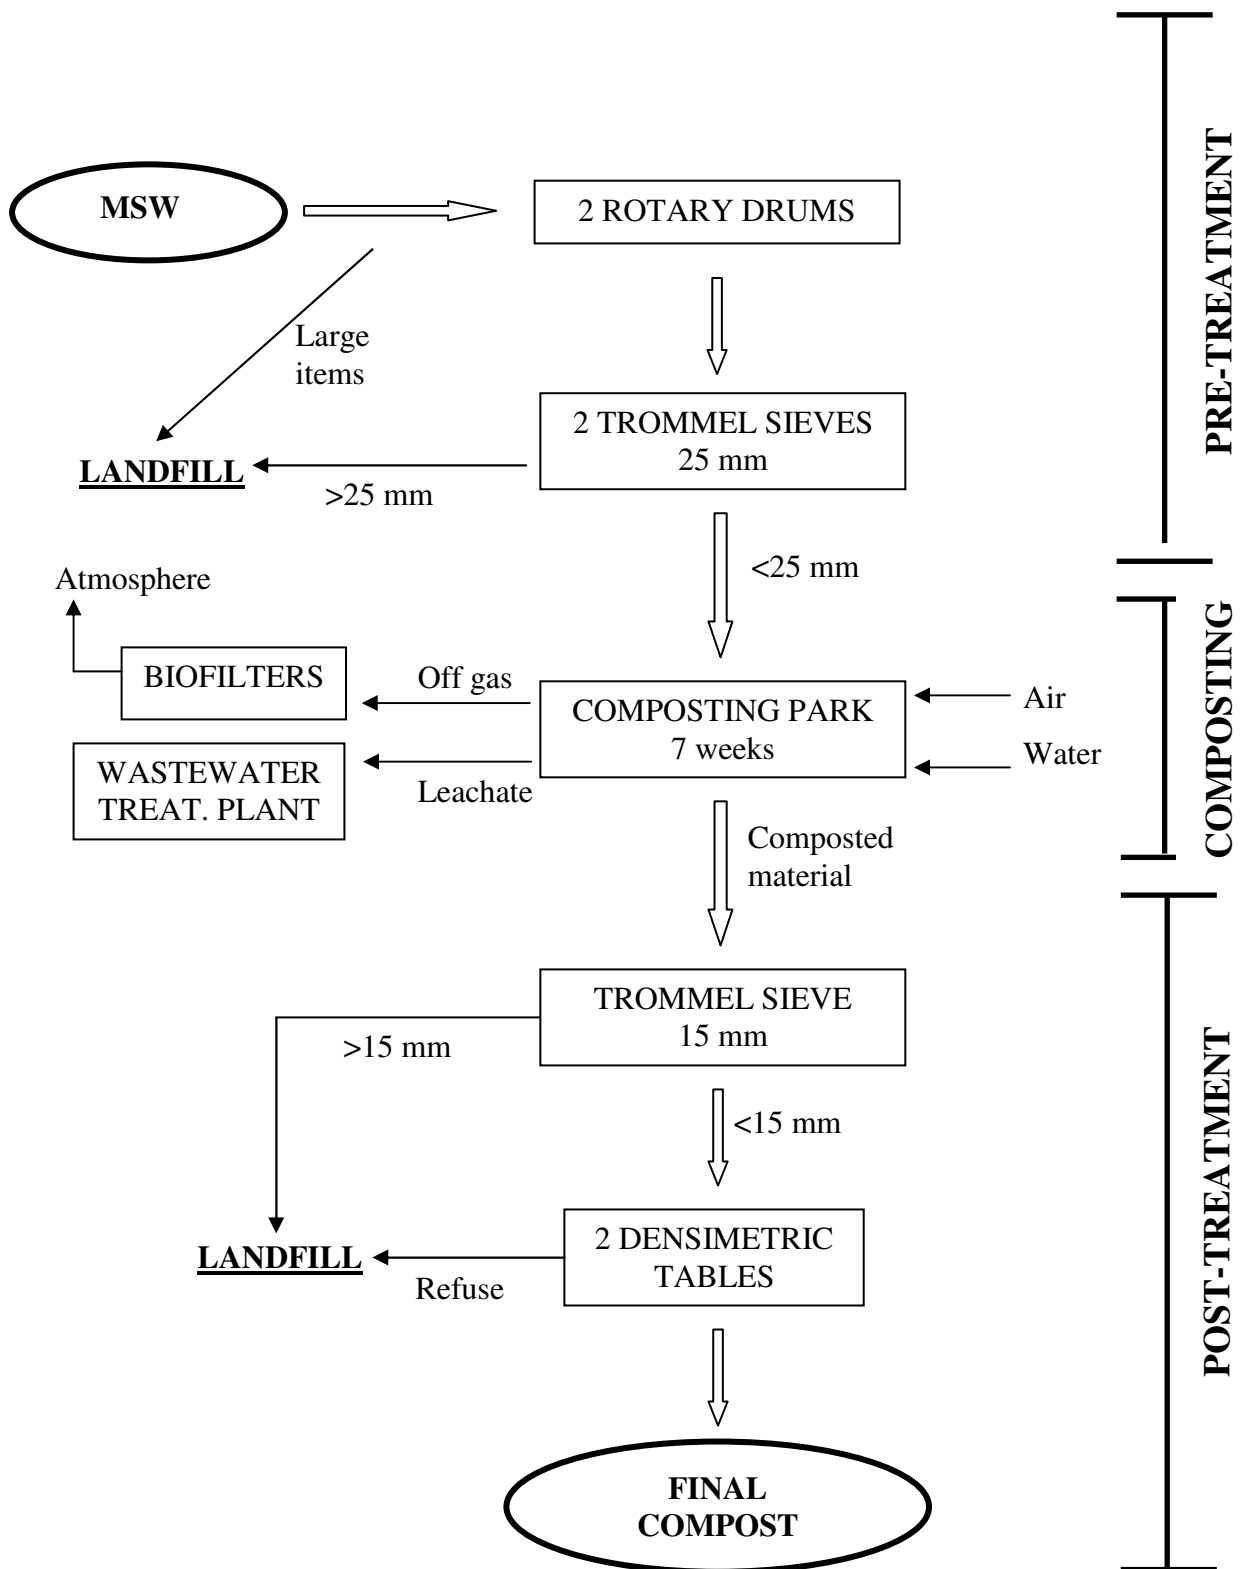 MSW
2 ROTARY DRUMS
Large
items
2 TROMMEL SIEVES
25 mm
LANDFILL
>25 mm
<25 mm
PRE-TREATMENT
Atmosphere
BIOFILTERS
Off gas
COMPOSTING PARK
7 weeks
Air
Water
WASTEWATER
TREAT. PLANT
Leachate
Composted
material
COMPOSTING
TROMMEL SIEVE
15 mm
>15 mm
<15 mm
2 DENSIMETRIC
TABLES
LANDFILL
Refuse
FINAL
COMPOST
POST-TREATMENT